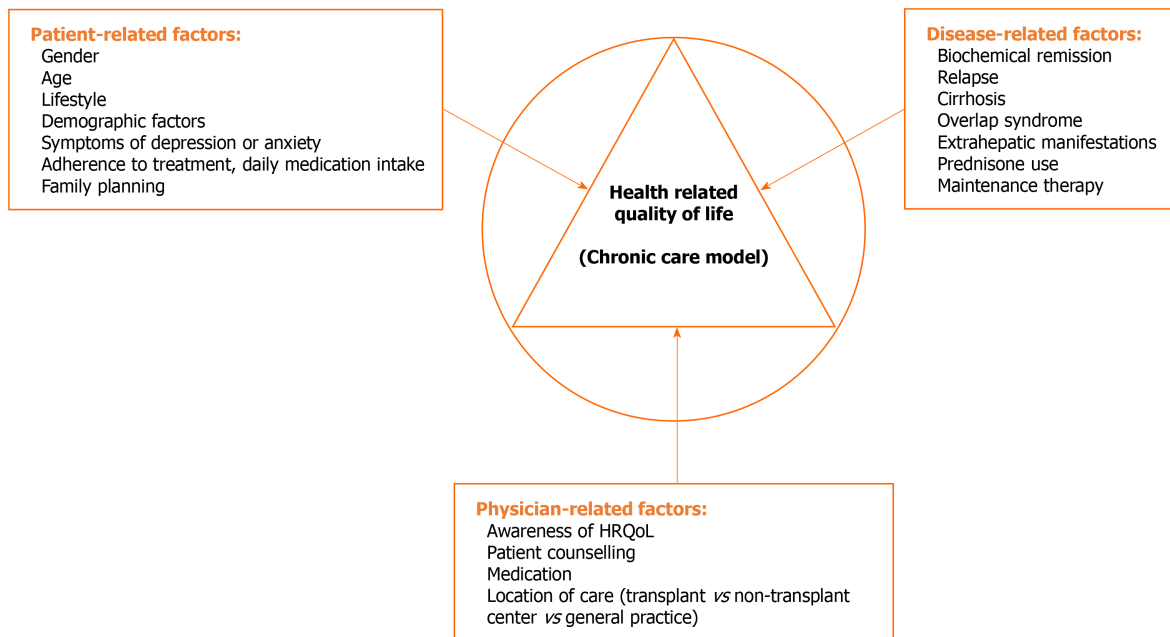 Patient-related factors:
Gender
Age
Lifestyle
Demographic factors
Symptoms of depression or anxiety
Adherence to treatment, daily medication intake
Family planning
Disease-related factors:
Biochemical remission
Relapse
Cirrhosis
Overlap syndrome
Extrahepatic manifestations
Prednisone use
Maintenance therapy
Health related
quality of life
(Chronic care model)
Physician-related factors:
Awareness of HRQoL
Patient counselling
Medication
Location of care (transplant vs non-transplant
center vs general practice)